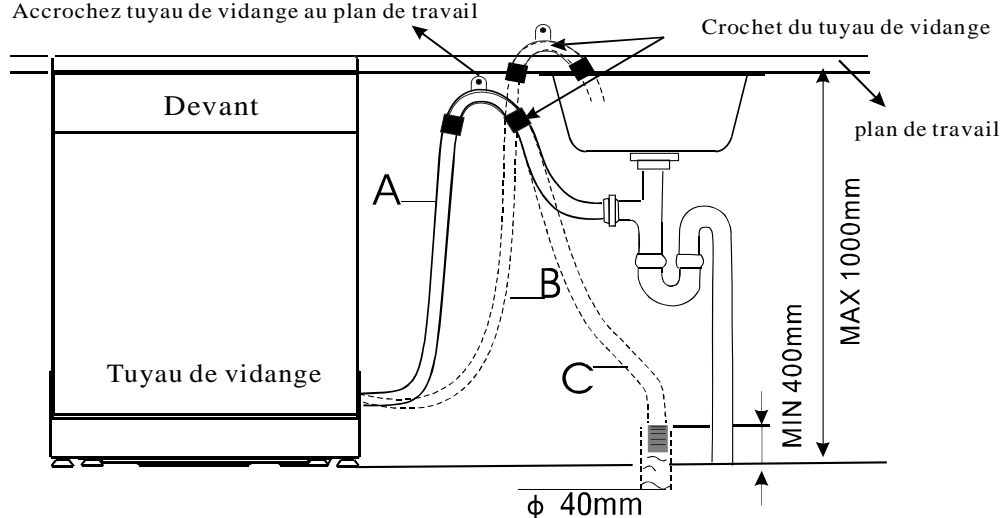 Accrochez tuyau de vidange au plan de travail
Crochet du tuyau de vidange
Devant
plan de travail
A
B
Tuyau de vidange
C
MAX 1000mm
MIN 400mm
ϕ 40mm